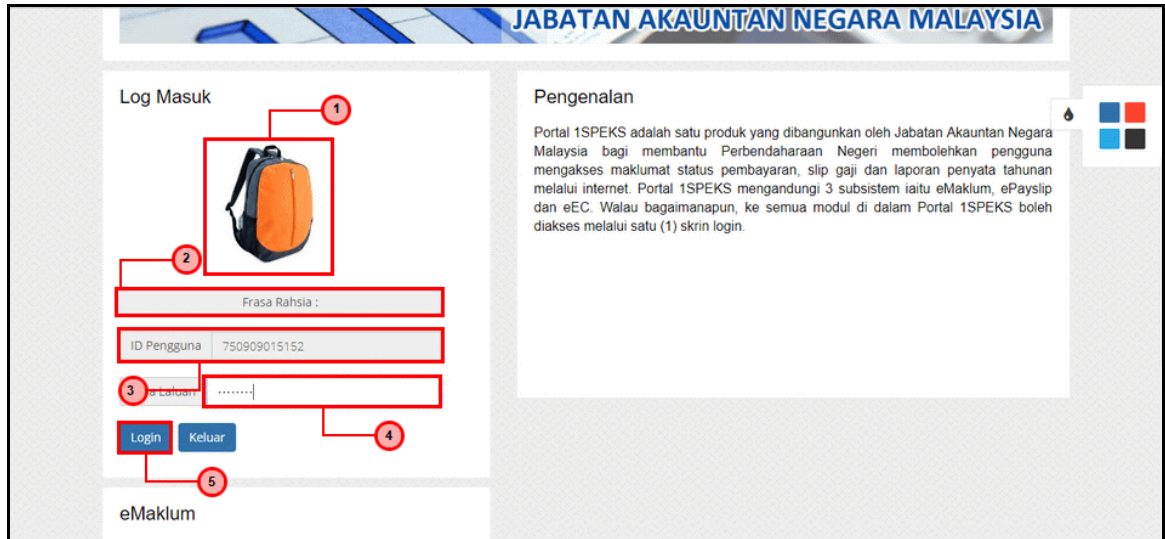 JABATAN AKAUNTAN NEGARA MALAYSIA
Log Masuk
1
2
Frasa Rahsia :
ID Pengguna 750909015152
3
Laluan ········
4
Login Keluar
5
eMaklum
Pengenalan
Portal 1SPEKS adalah satu produk yang dibangunkan oleh Jabatan Akauntan Negara
Malaysia bagi membantu Perbendaharaan Negeri membolehkan pengguna
mengakses maklumat status pembayaran, slip gaji dan laporan penyata tahunan
melalui internet. Portal 1SPEKS mengandungi 3 subsistem iaitu eMaklum, ePayslip
dan eEC. Walau bagaimanapun, ke semua modul di dalam Portal 1SPEKS boleh
diakses melalui satu (1) skrin login.